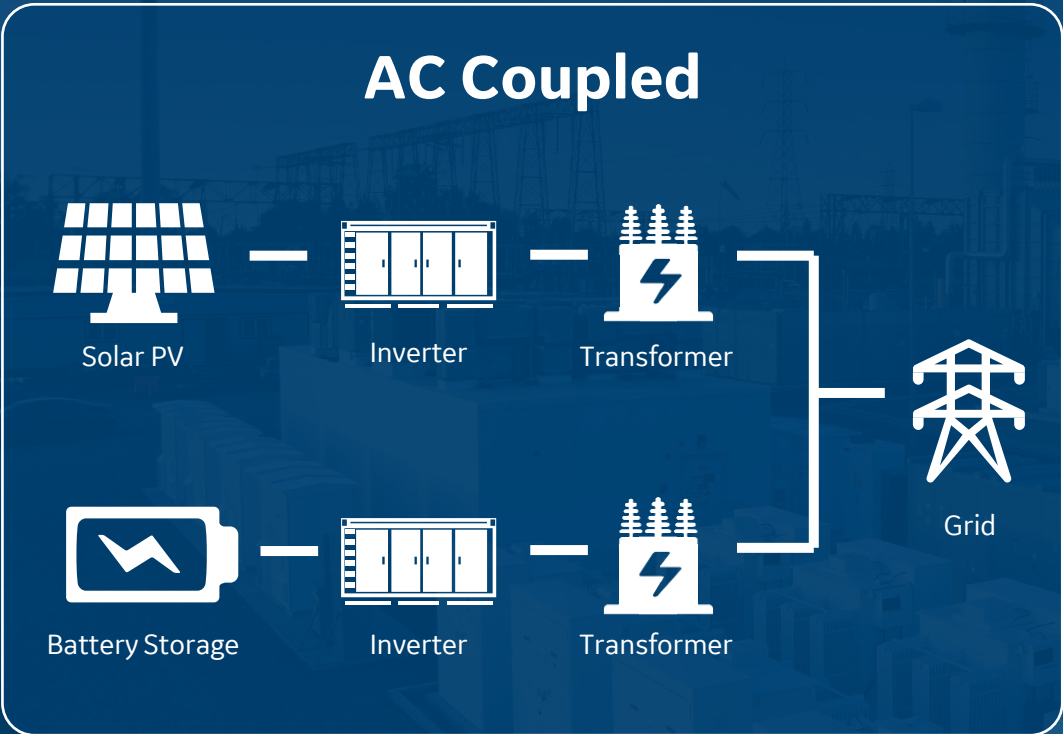 AC Coupled
Solar PV
Inverter
Transformer
Grid
Battery Storage
Inverter
Transformer